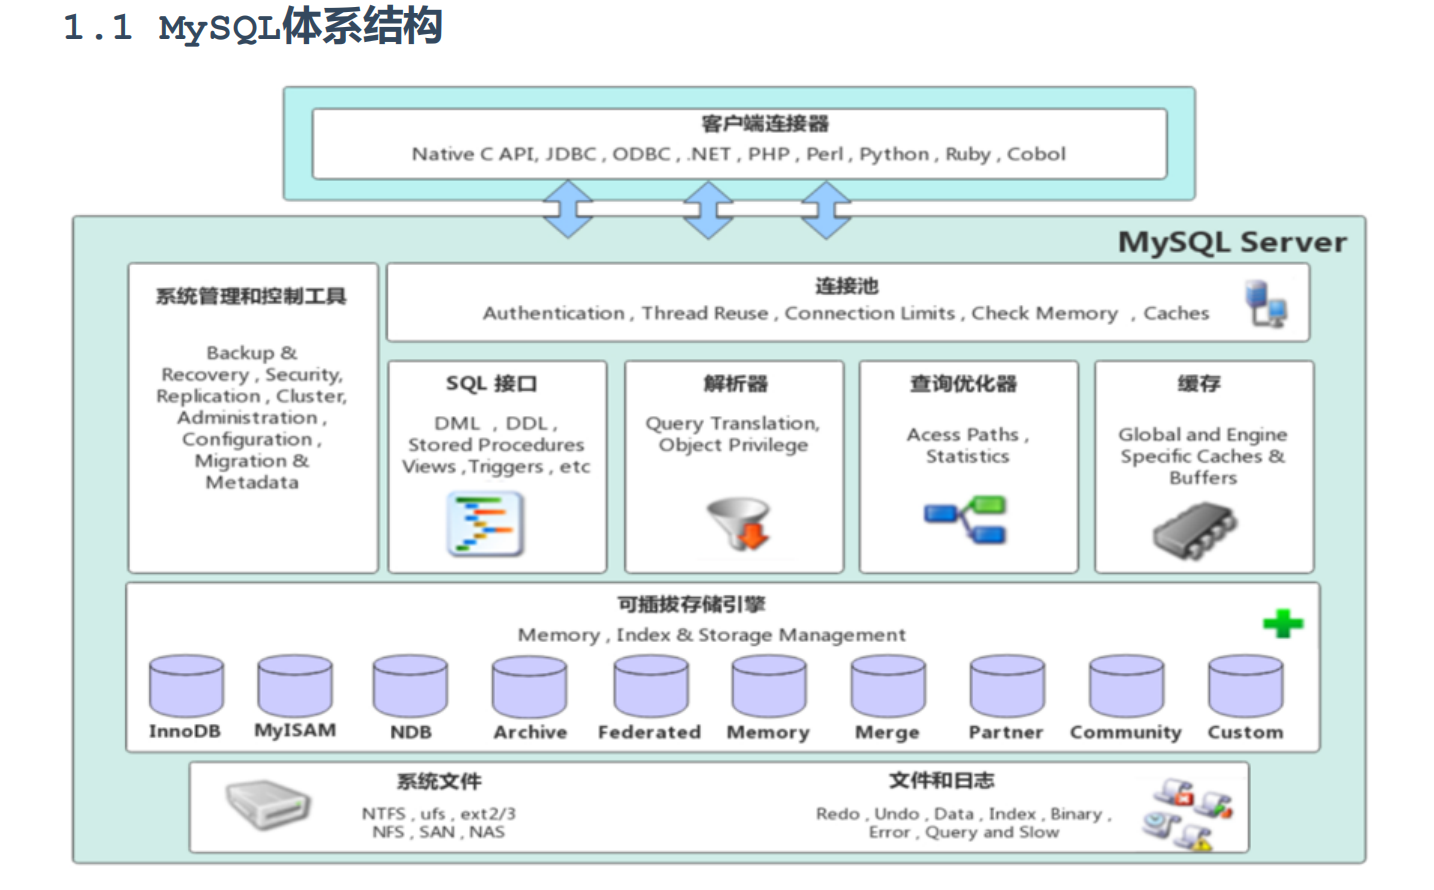 1.1 MySQL体系结构
客户端连接器
Native C API, JDBC , ODBC , .NET , PHP , Perl , Python , Ruby , Cobol
MySQL Server
系统管理和控制工具
Backup &
Recovery , Security,
Replication , Cluster,
Administration ,
Configuration ,
Migration &
Metadata
连接池
Authentication , Thread Reuse , Connection Limits , Check Memory , Caches
SQL 接口
DML , DDL ,
Stored Procedures
Views ,Triggers , etc
解析器
Query Translation,
Object Privilege
查询优化器
Acess Paths ,
Statistics
缓存
Global and Engine
Specific Caches &
Buffers
可插拔存储引擎
Memory , Index & Storage Management
InnoDB
MyISAM
NDB
Archive
Federated
Memory
Merge
Partner
Community
Custom
系统文件
NTFS , ufs , ext2/3
NFS , SAN , NAS
文件和日志
Redo , Undo , Data , Index , Binary ,
Error , Query and Slow